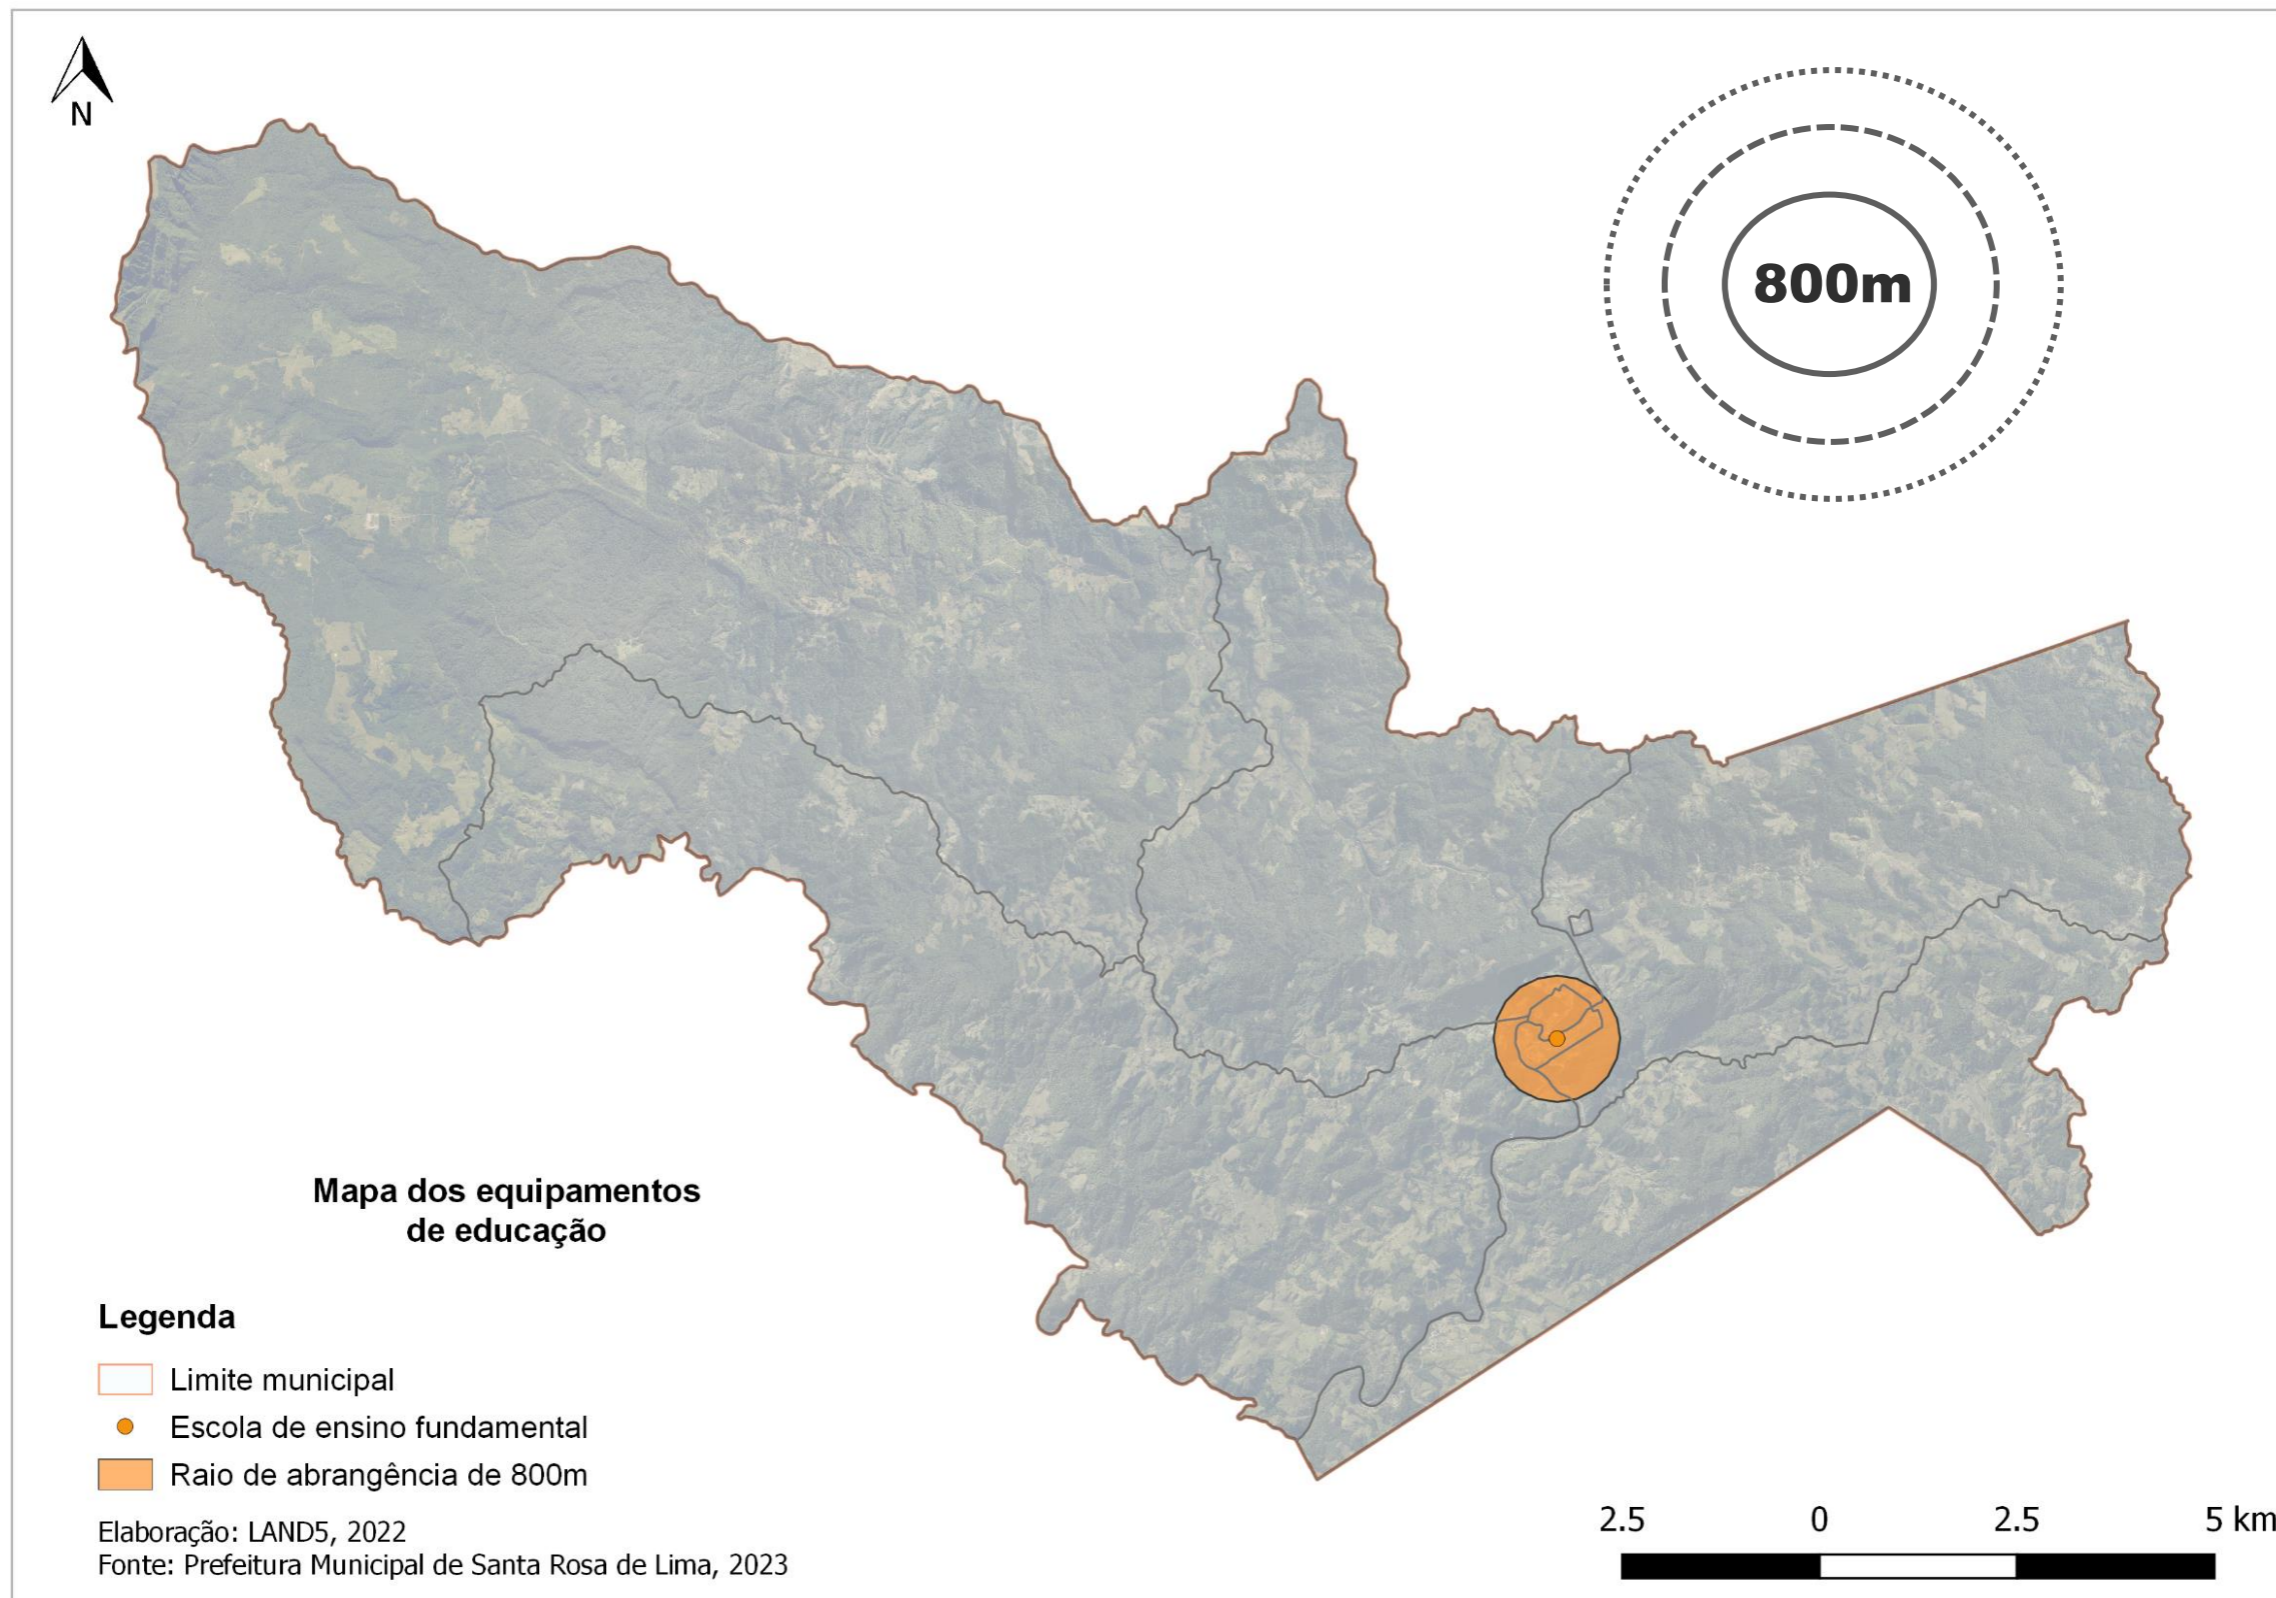 N
800m
Mapa dos equipamentos
de educação
Legenda
Limite municipal
Escola de ensino fundamental
Raio de abrangência de 800m
Elaboração: LAND5, 2022
Fonte: Prefeitura Municipal de Santa Rosa de Lima, 2023
2.5 0 2.5 5 km